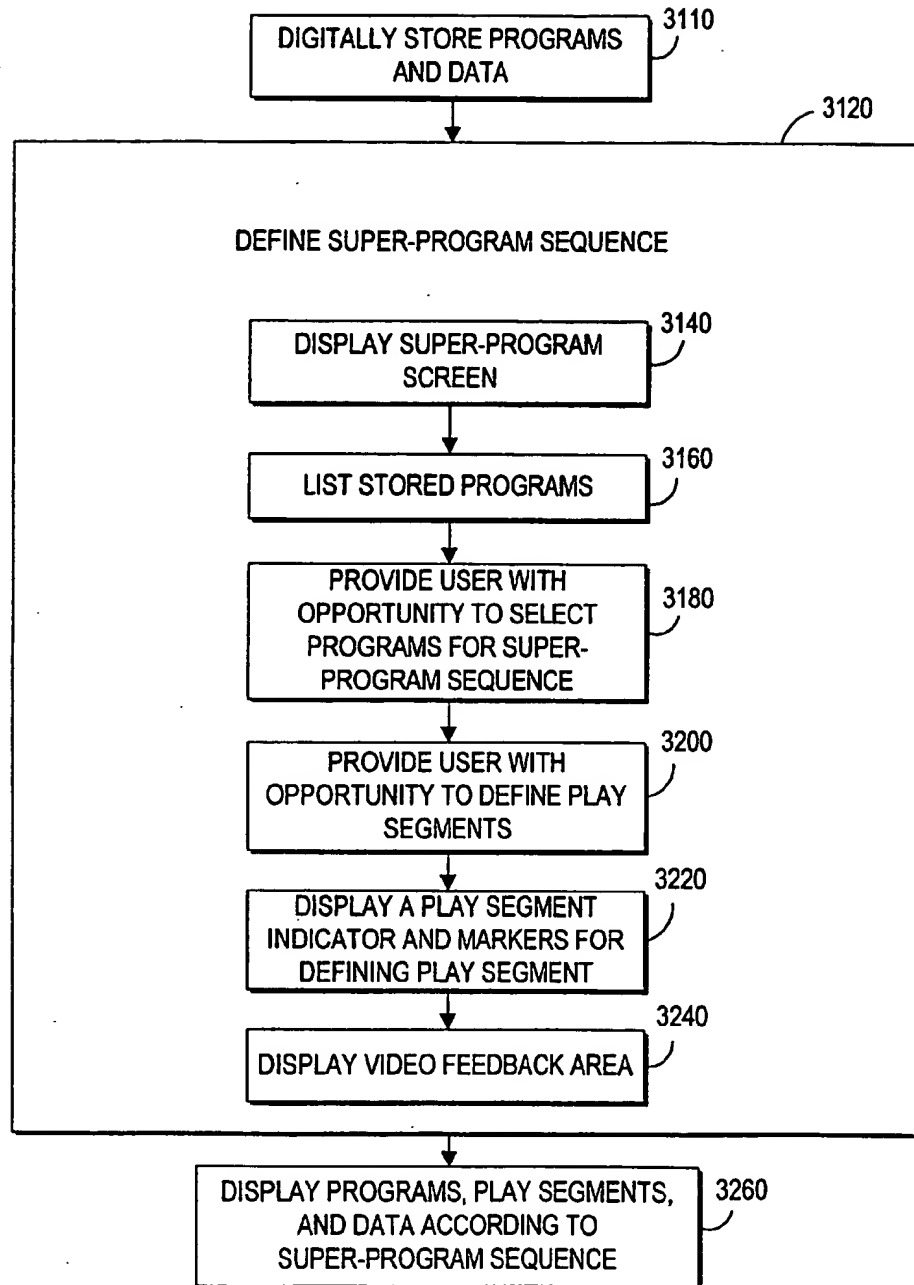 DIGITALLY STORE PROGRAMS
AND DATA
3110
3120
DEFINE SUPER-PROGRAM SEQUENCE
DISPLAY SUPER-PROGRAM
SCREEN
3140
LIST STORED PROGRAMS
3160
PROVIDE USER WITH
OPPORTUNITY TO SELECT
PROGRAMS FOR SUPER-
PROGRAM SEQUENCE
3180
PROVIDE USER WITH
OPPORTUNITY TO DEFINE PLAY
SEGMENTS
3200
DISPLAY A PLAY SEGMENT
INDICATOR AND MARKERS FOR
DEFINING PLAY SEGMENT
3220
DISPLAY VIDEO FEEDBACK AREA
3240
DISPLAY PROGRAMS, PLAY SEGMENTS,
AND DATA ACCORDING TO
SUPER-PROGRAM SEQUENCE
3260